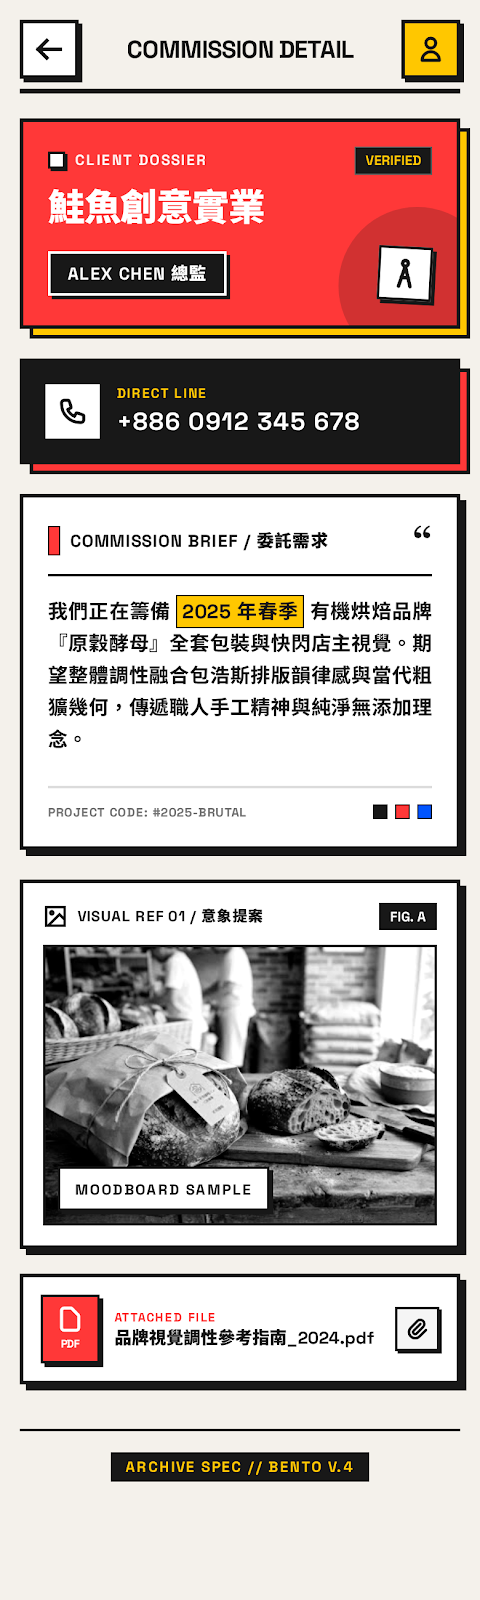 COMMISSION DETAIL
CLIENT DOSSIER
VERIFIED
鮭魚創意實業
ALEX CHEN 總監
DIRECT LINE
+886 0912 345 678
COMMISSION BRIEF / 委託需求
“
我們正在籌備 2025 年春季 有機烘焙品牌
『原穀酵母』全套包裝與快閃店主視覺。期
望整體調性融合包浩斯排版韻律感與當代粗
獷幾何，傳遞職人手工精神與純淨無添加理
念。
PROJECT CODE: #2025-BRUTAL
VISUAL REF 01 / 意象提案
FIG. A
MOODBOARD SAMPLE
PDF
ATTACHED FILE
品牌視覺調性參考指南_2024.pdf
ARCHIVE SPEC // BENTO V.4